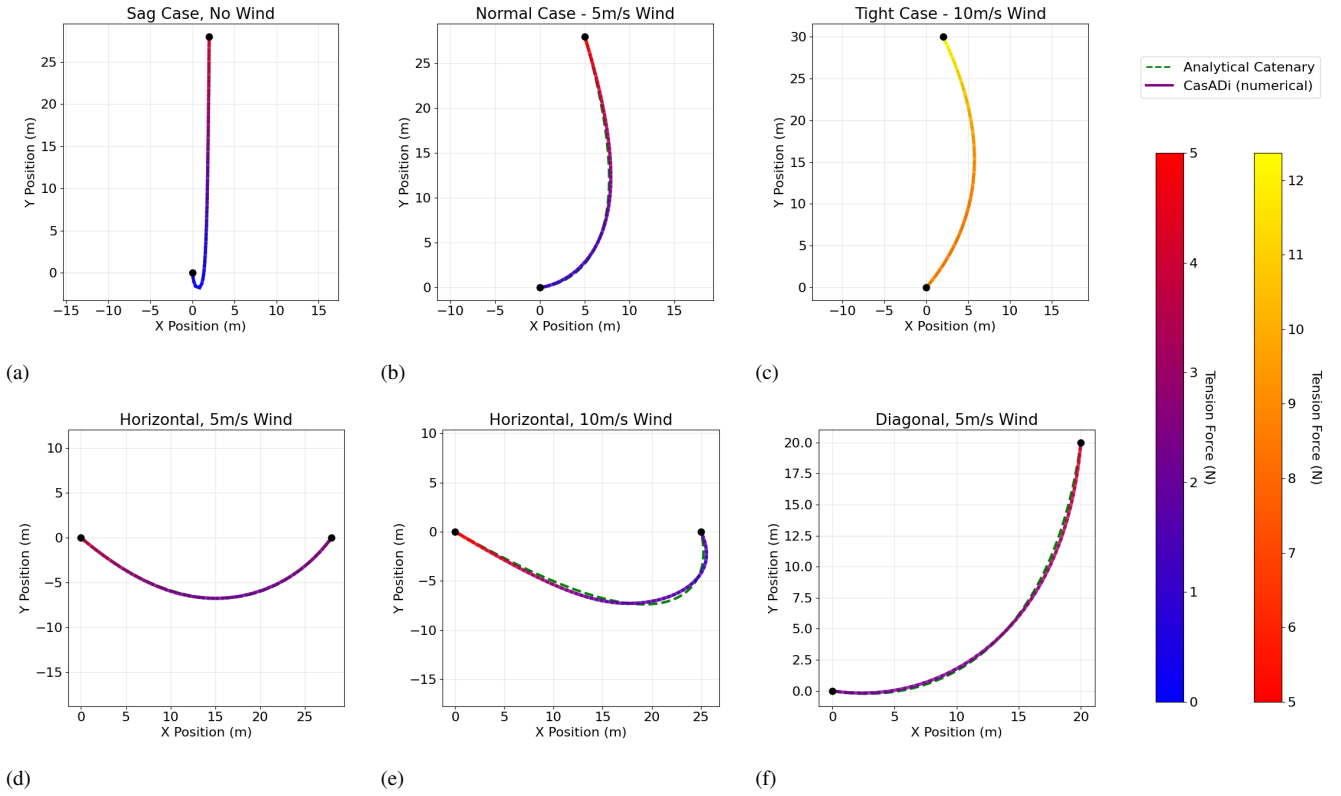 Sag Case, No Wind
25
20
15
10
5
0
Y Position (m)
−15 −10 −5 0 5 10 15
X Position (m)
(a)
Normal Case - 5m/s Wind
25
20
15
10
5
0
Y Position (m)
−10 −5 0 5 10 15
X Position (m)
(b)
Tight Case - 10m/s Wind
30
25
20
15
10
5
0
Y Position (m)
−10 −5 0 5 10 15
X Position (m)
(c)
Analytical Catenary
CasADi (numerical)
5
4
3
2
1
0
Tension Force (N)
12
11
10
9
8
7
6
5
Tension Force (N)
Horizontal, 5m/s Wind
10
5
0
−5
−10
−15
Y Position (m)
0 5 10 15 20 25
X Position (m)
(d)
Horizontal, 10m/s Wind
10
5
0
−5
−10
−15
Y Position (m)
0 5 10 15 20 25
X Position (m)
(e)
Diagonal, 5m/s Wind
20.0
17.5
15.0
12.5
10.0
7.5
5.0
2.5
0.0
Y Position (m)
0 5 10 15 20
X Position (m)
(f)